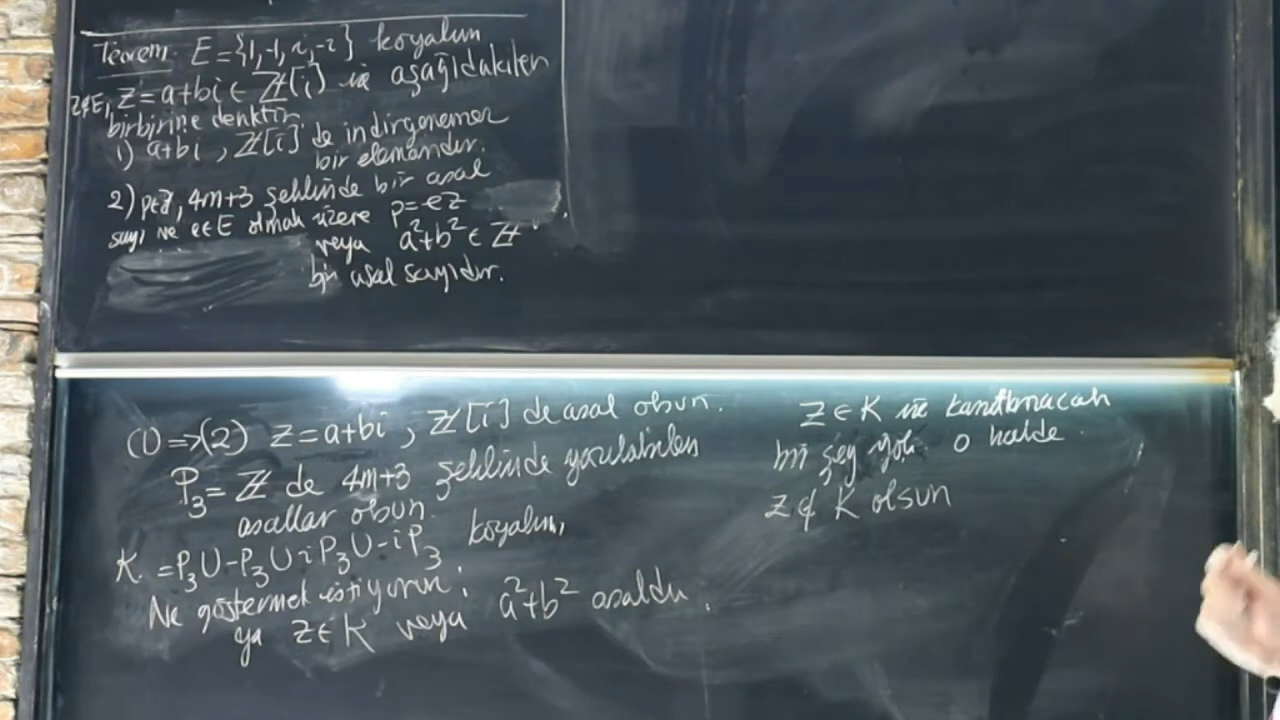 Teorem. E = {1, -1, i, -i} koyalım
z∉E, z = a+bi ∈ ℤ[i] ise aşağıdakiler
birbirine denktir
1) a+bi, ℤ[i] de indirgenemez
bir elemandır.
2) p∈ℤ, 4m+3 şeklinde bir asal
sayı ve e∈E olmak üzere p = ez
veya a²+b² ∈ ℤ
bir asal sayıdır.
(1) ⇒ (2) z = a+bi, ℤ[i] de asal olsun.
P₃ = ℤ de 4m+3 şeklinde yazılabilen
asallar olsun.
K = P₃ ∪ -P₃ ∪ iP₃ ∪ -iP₃ koyalım,
Ne göstermek istiyorum:
ya z∈K veya a²+b² asaldır.
z∈K ise kanıtlanacak
bir şey yok. O halde
z∉K olsun